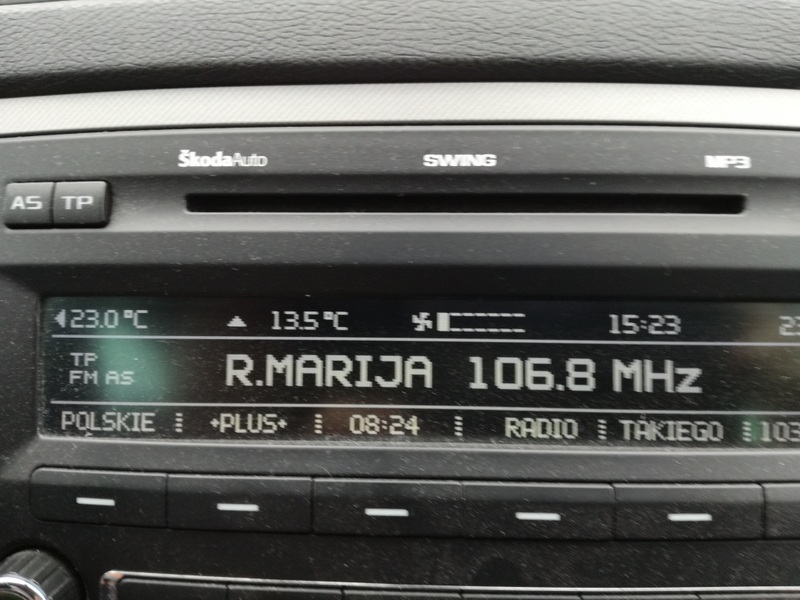 ŠkodaAuto SWING MP3
AS TP
23.0°C 13.5°C 15:23
TP
FM AS
R.MARIJA 106.8 MHz
POLSKIE +PLUS+ 08:24 RADIO TAKIEGO 103